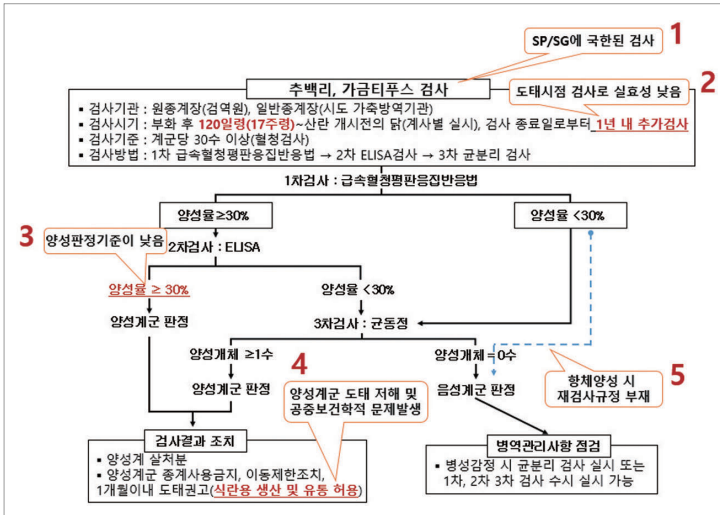 SP/SG에 국한된 검사
1
추백리, 가금티푸스 검사
도태시점 검사로 실효성 낮음
2
▪ 검사기관 : 원종계장(검역원), 일반종계장(시도 가축방역기관)
▪ 검사시기 : 부화 후 120일령(17주령)~산란 개시전의 닭(계사별 실시), 검사 종료일로부터 1년 내 추가검사
▪ 검사기준 : 계군당 30수 이상(혈청검사)
▪ 검사방법 : 1차 급속혈청평판응집반응법 → 2차 ELISA검사 → 3차 균분리 검사
1차검사 : 급속혈청평판응집반응법
양성율≥30%
양성율 <30%
3
양성판정기준이 낮음
2차검사 : ELISA
양성율 ≥ 30%
양성율 <30%
양성계군 판정
3차검사 : 균동정
양성개체 ≥1수
양성개체 = 0수
4
양성계군 판정
음성계군 판정
양성계군 도태 저해 및
공중보건학적 문제발생
항체양성 시
재검사규정 부재
5
검사결과 조치
▪ 양성계 살처분
▪ 양성계군 종계사용금지, 이동제한조치,
1개월이내 도태권고(식란용 생산 및 유통 허용)
방역관리사항 점검
▪ 병성감정 시 균분리 검사 실시 또는
1차, 2차 3차 검사 수시 실시 가능